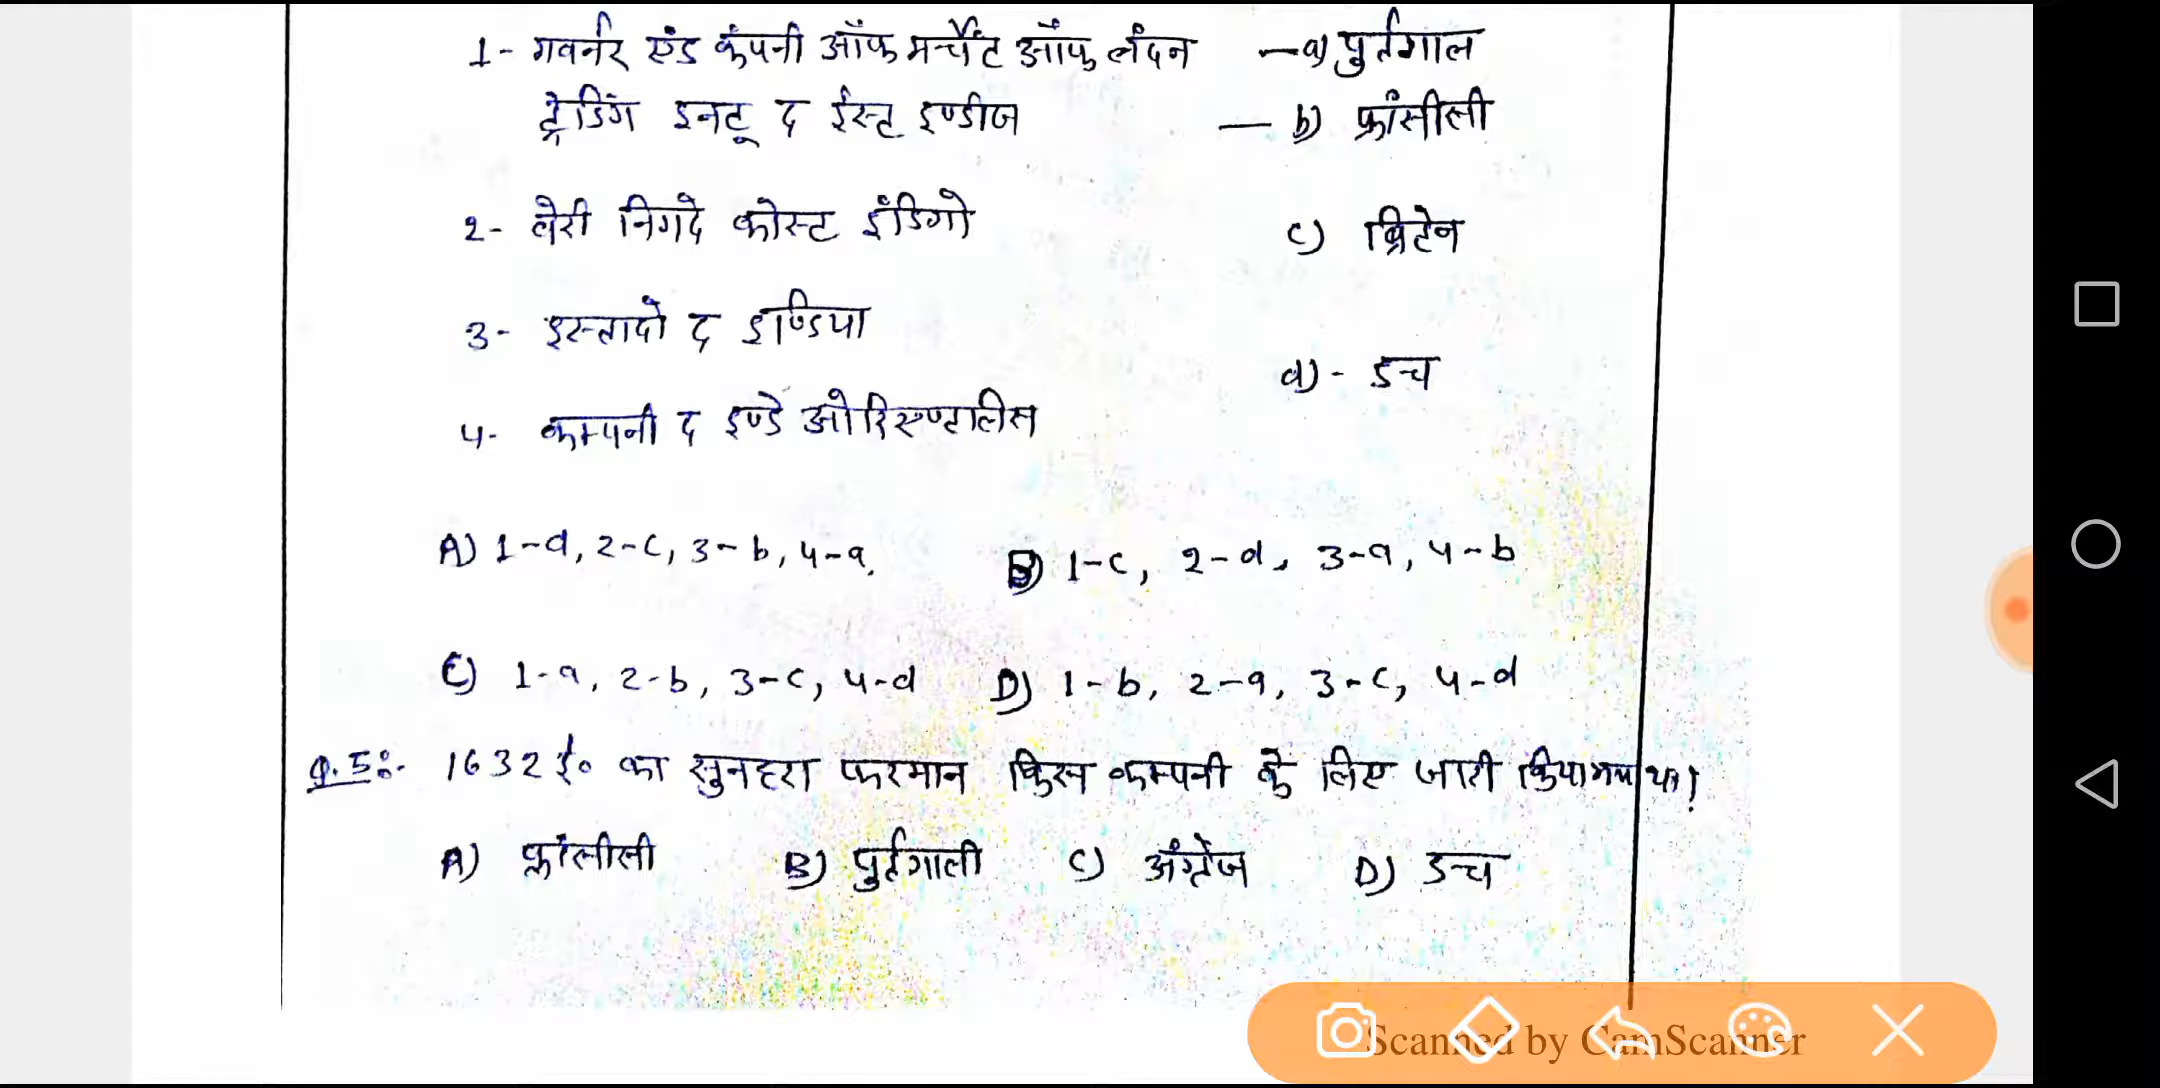 1- गवर्नर एंड कंपनी ऑफ मर्चेंट ऑफ लंदन — a) पुर्तगाल
ट्रेडिंग इनटू द ईस्ट इण्डीज — b) फ्रांसीसी
2- वेरी निगदे कोस्ट इंडिगो c) ब्रिटेन
3- इस्तादो द इण्डिया
d) - डच
4- कम्पनी द इण्डे ओरिएण्टालिस
A) 1-d, 2-c, 3-b, 4-a. B) 1-c, 2-d, 3-a, 4-b
C) 1-a, 2-b, 3-c, 4-d D) 1-b, 2-a, 3-c, 4-d
Q.5:- 1632 ई० का सुनहरा फरमान किस कम्पनी के लिए जारी किया गया था!
A) फ्रांसीसी B) पुर्तगाली C) अंग्रेज D) डच
Scanned by CamScanner